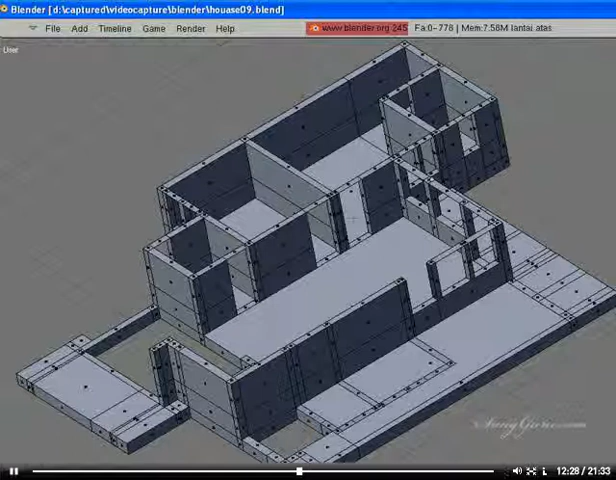 Blender [d:\captured\videocapture\blender\houase09.blend]
File Add Timeline Game Render Help
www.blender.org 245 Fa:0-778 | Mem:7.58M lantai atas
User
12:28 / 21:33